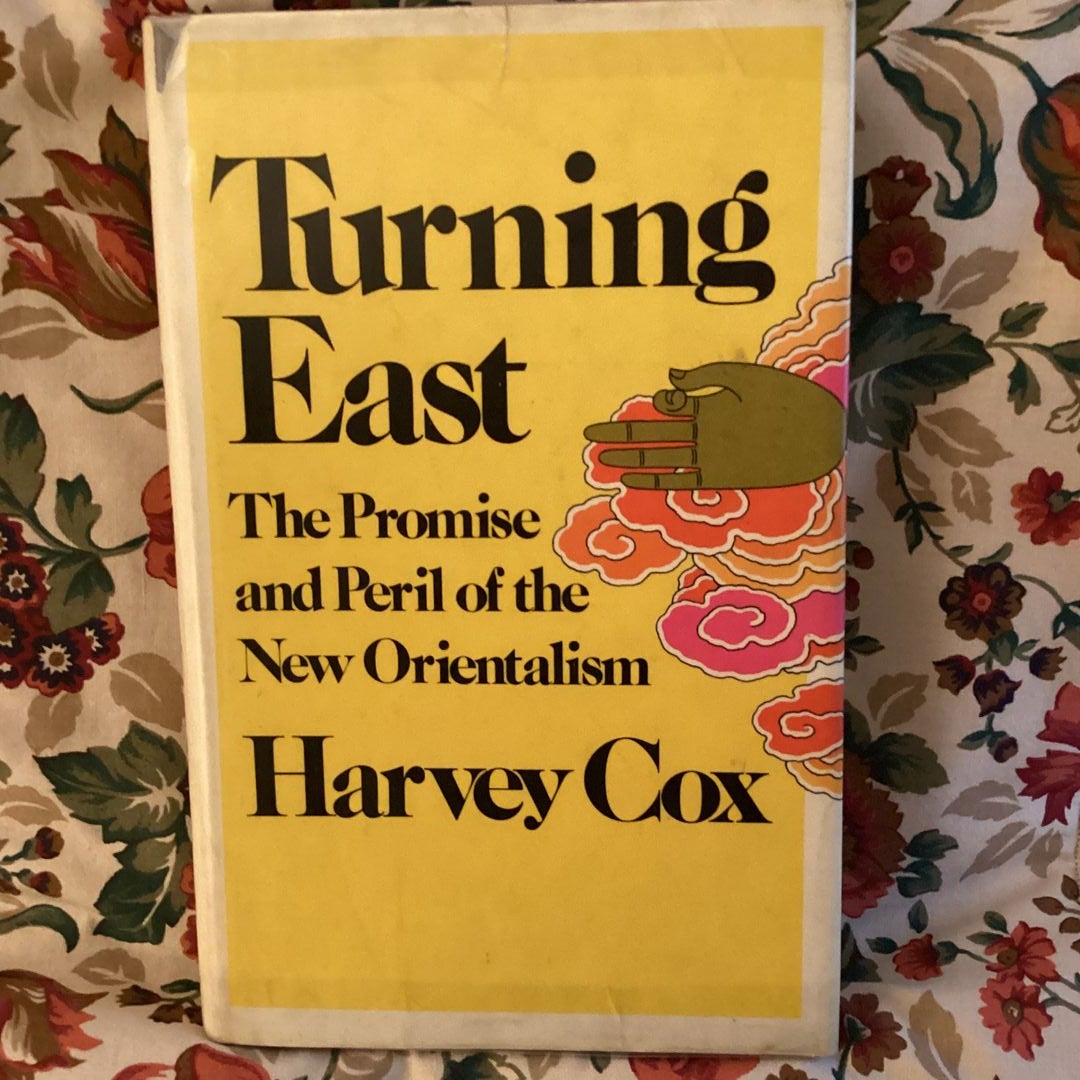 Turning
East
The Promise
and Peril of the
New Orientalism
Harvey Cox